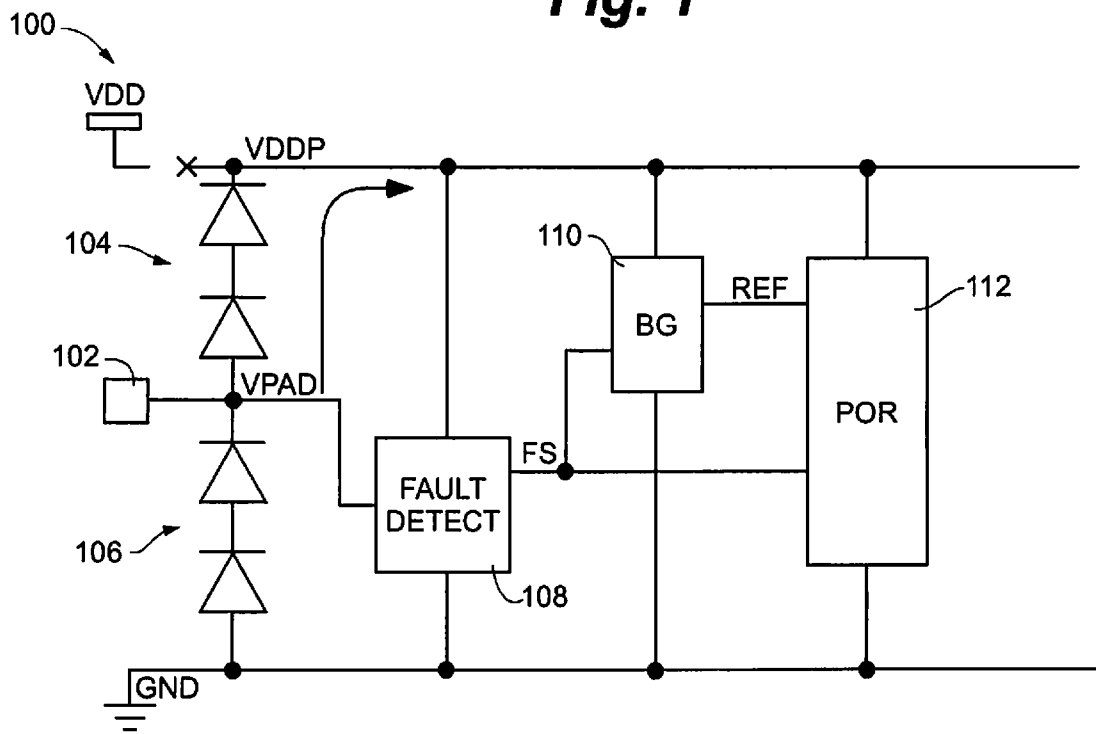 Fig. 1
100
VDD
VDDP
104
110
REF
112
BG
102
VPAD
POR
FS
FAULT
DETECT
106
108
GND